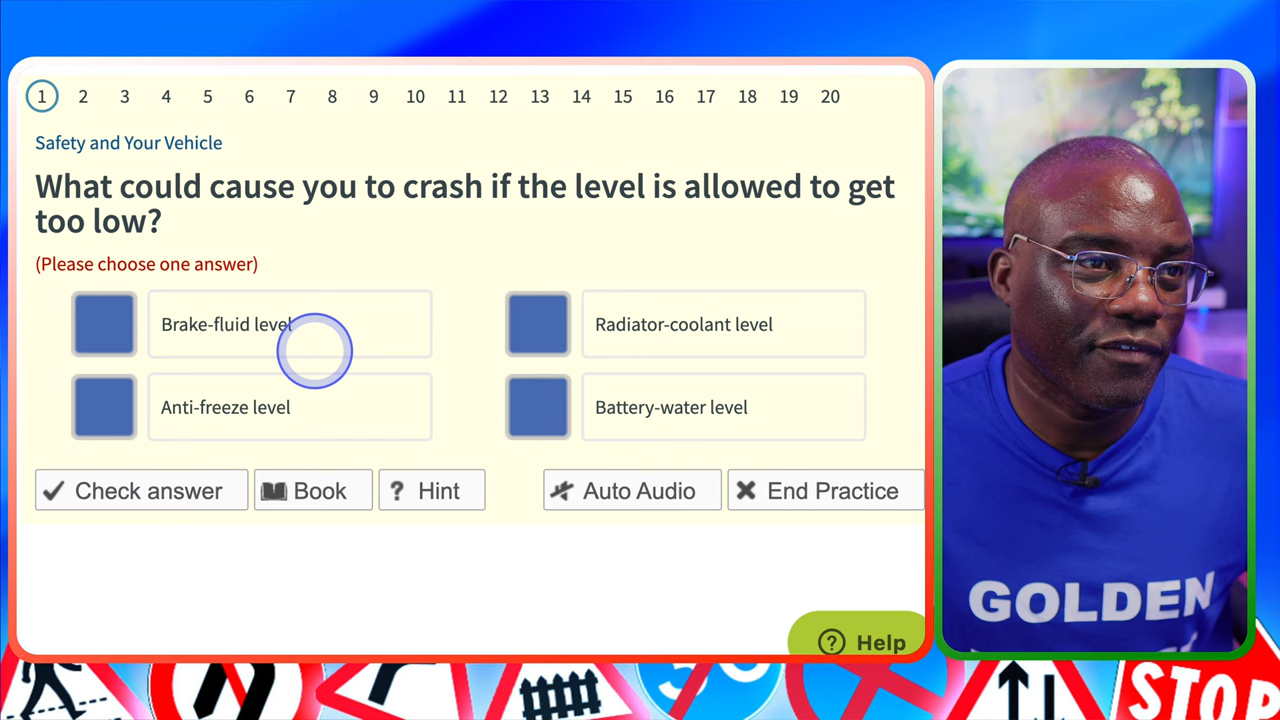 1 2 3 4 5 6 7 8 9 10 11 12 13 14 15 16 17 18 19 20
Safety and Your Vehicle
What could cause you to crash if the level is allowed to get
too low?
(Please choose one answer)
Brake-fluid level
Radiator-coolant level
Anti-freeze level
Battery-water level
Check answer
Book
? Hint
Auto Audio
End Practice
? Help
GOLDEN
STOP